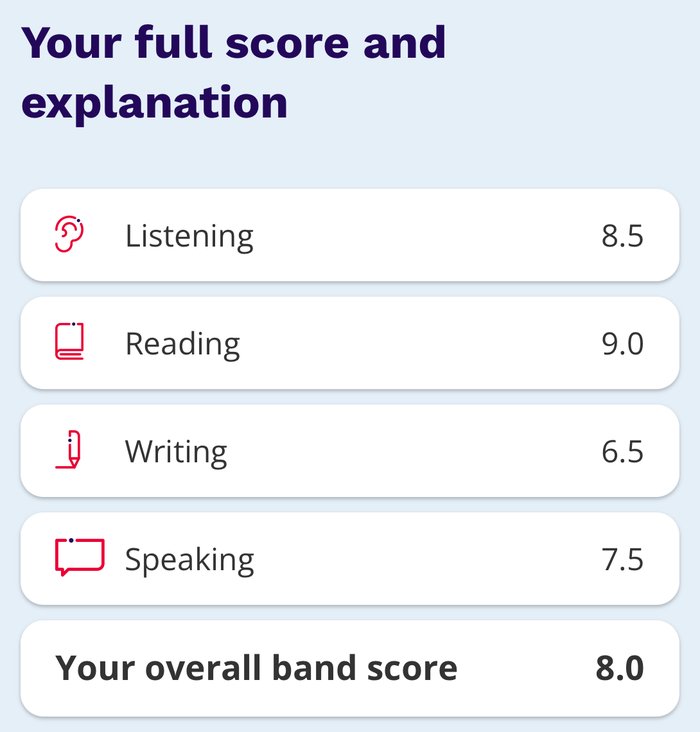 Your full score and
explanation
Listening 8.5
Reading 9.0
Writing 6.5
Speaking 7.5
Your overall band score 8.0